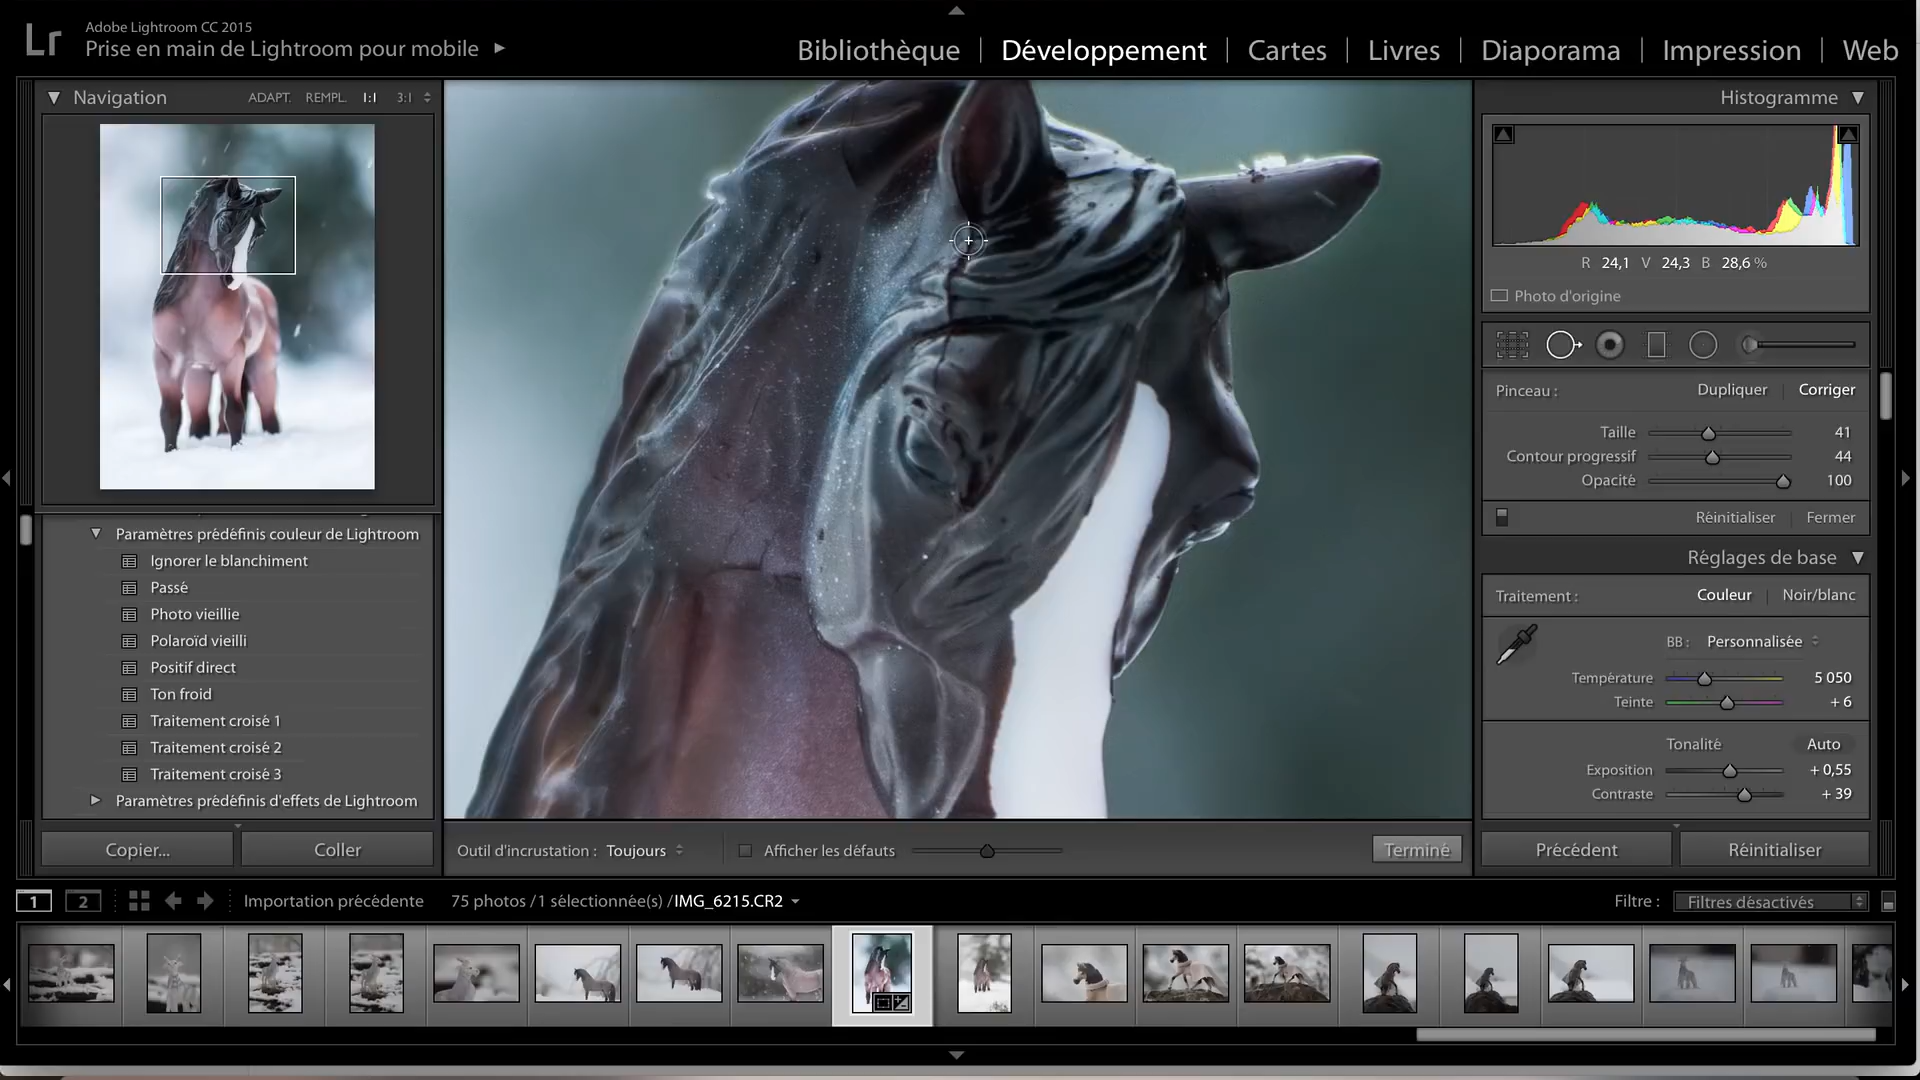 Lr
Adobe Lightroom CC 2015
Prise en main de Lightroom pour mobile
Bibliothèque | Développement | Cartes | Livres | Diaporama | Impression | Web
Navigation ADAPT. REMPL. 1:1 3:1
Histogramme
R 24,1 V 24,3 B 28,6 %
Photo d'origine
Pinceau : Dupliquer | Corriger
Taille 41
Contour progressif 44
Opacité 100
Réinitialiser | Fermer
Réglages de base
Traitement : Couleur | Noir/blanc
BB : Personnalisée
Température 5 050
Teinte + 6
Tonalité Auto
Exposition + 0,55
Contraste + 39
Paramètres prédéfinis couleur de Lightroom
Ignorer le blanchiment
Passé
Photo vieillie
Polaroïd vieilli
Positif direct
Ton froid
Traitement croisé 1
Traitement croisé 2
Traitement croisé 3
Paramètres prédéfinis d'effets de Lightroom
Copier... Coller
Outil d'incrustation : Toujours Afficher les défauts Terminé
Précédent Réinitialiser
1 2 Importation précédente 75 photos /1 sélectionnée(s) /IMG_6215.CR2
Filtre : Filtres désactivés